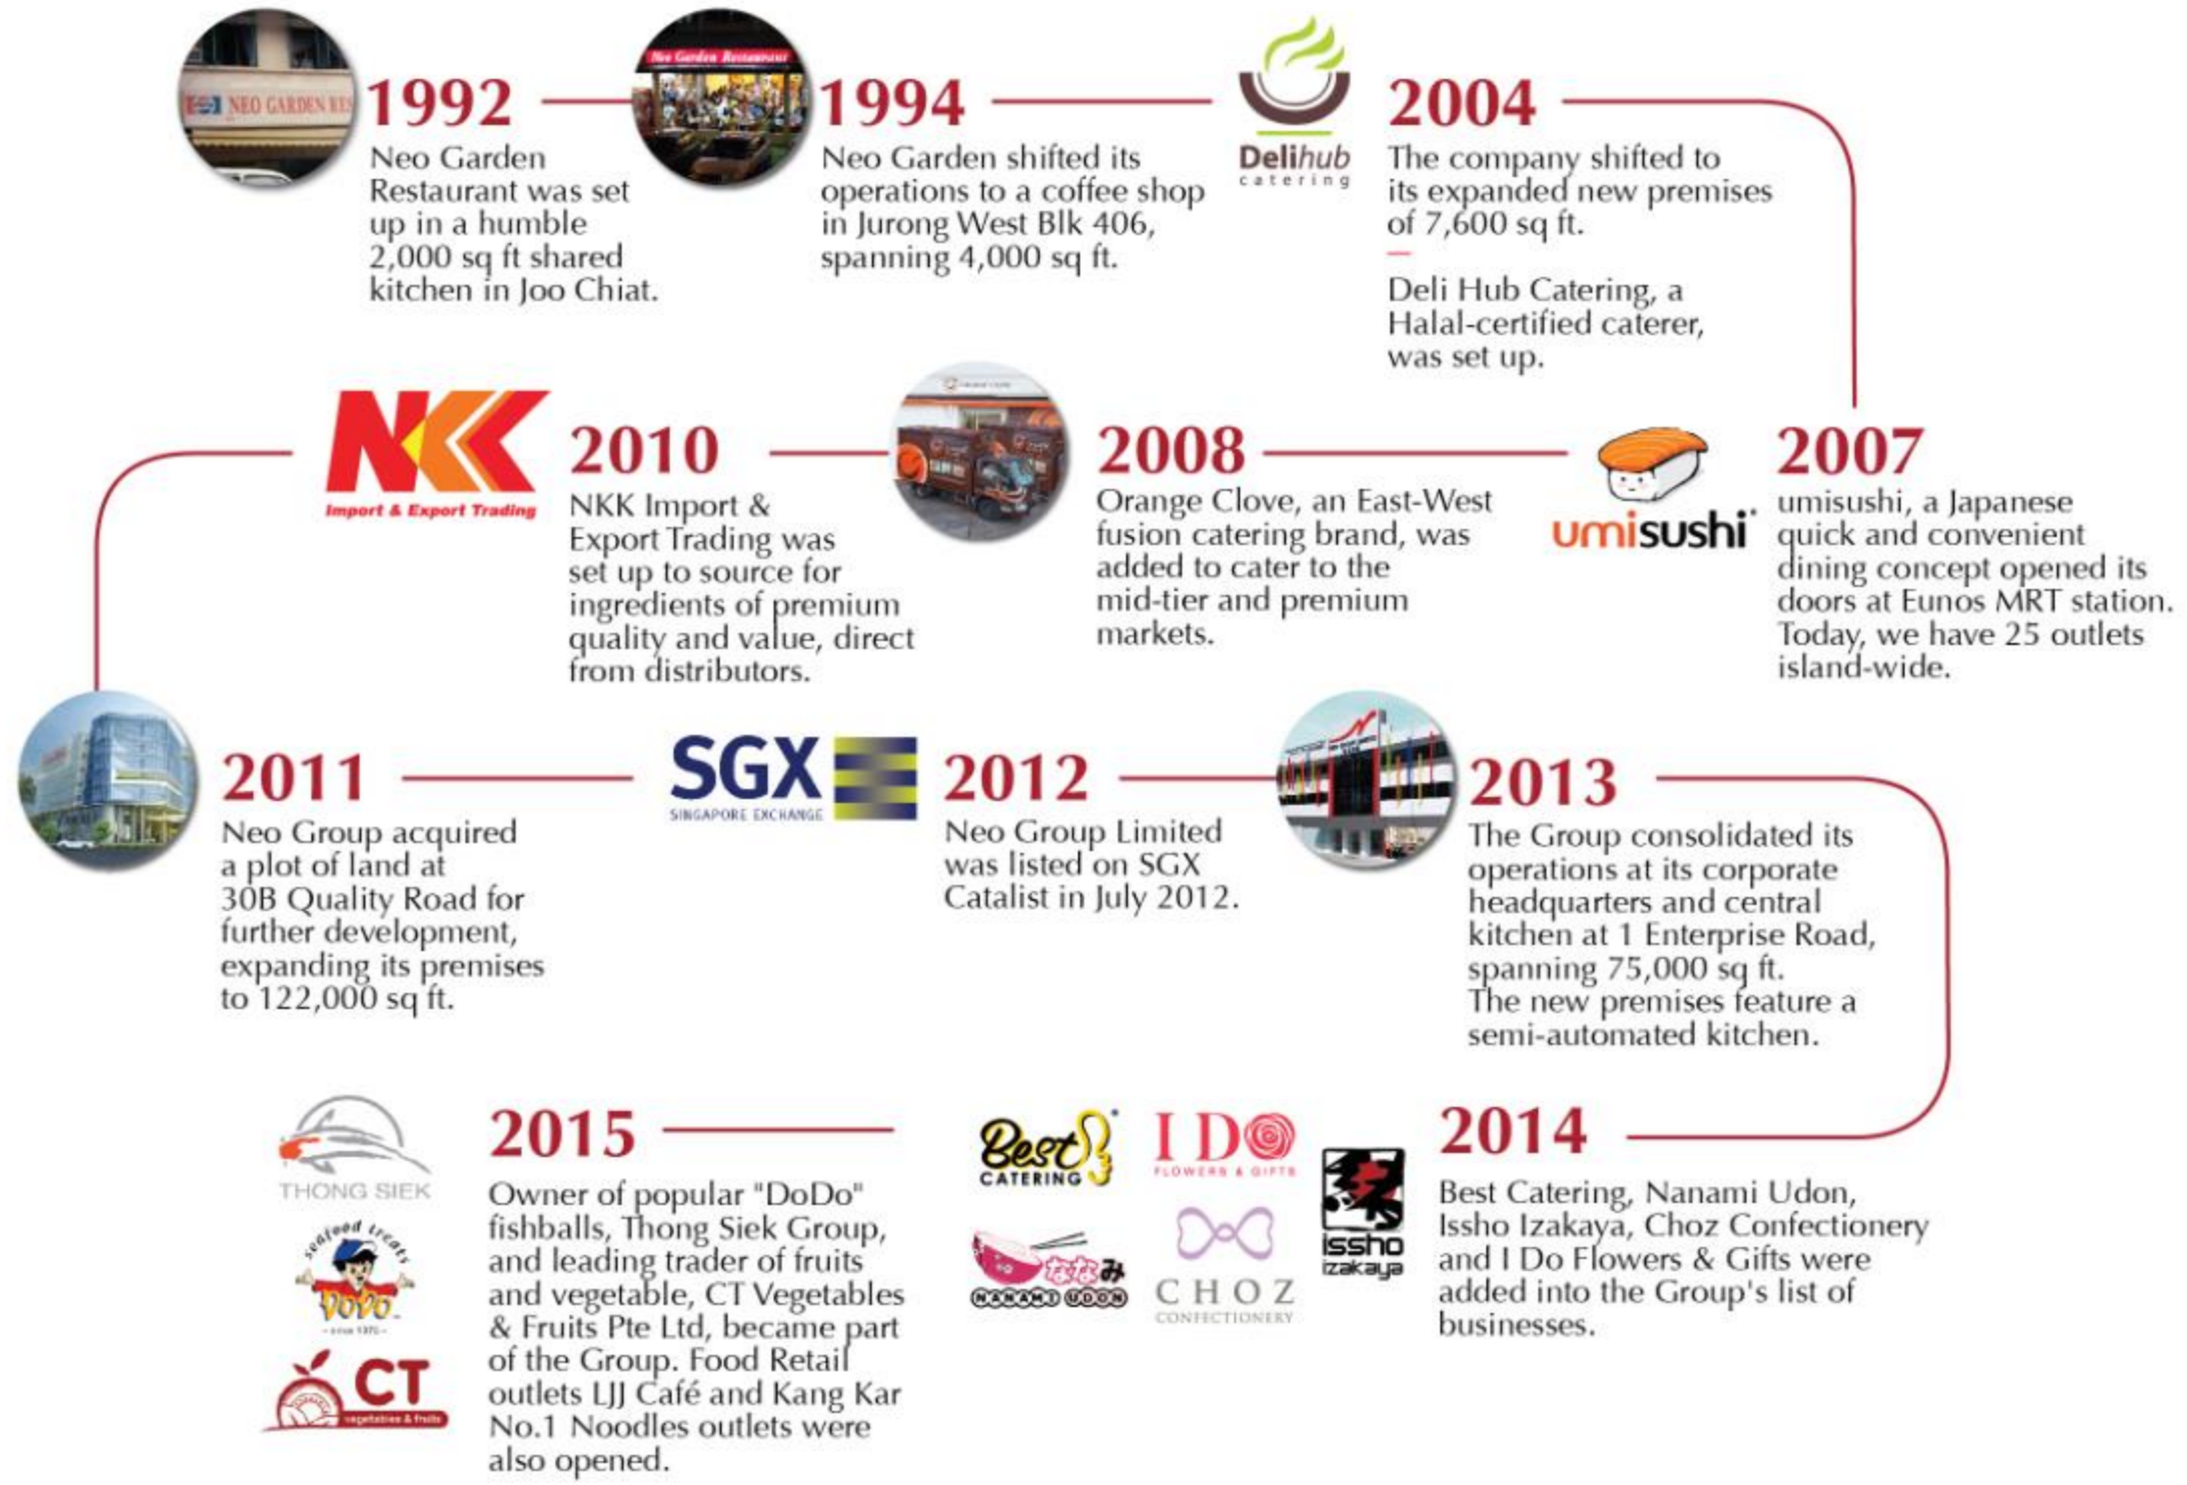 NEO GARDEN RES
1992
Neo Garden
Restaurant was set
up in a humble
2,000 sq ft shared
kitchen in Joo Chiat.
Neo Garden Restaurant
1994
Neo Garden shifted its
operations to a coffee shop
in Jurong West Blk 406,
spanning 4,000 sq ft.
Delihub
catering
2004
The company shifted to
its expanded new premises
of 7,600 sq ft.
Deli Hub Catering, a
Halal-certified caterer,
was set up.
umisushi
2007
umisushi, a Japanese
quick and convenient
dining concept opened its
doors at Eunos MRT station.
Today, we have 25 outlets
island-wide.
2008
Orange Clove, an East-West
fusion catering brand, was
added to cater to the
mid-tier and premium
markets.
NKK
Import & Export Trading
2010
NKK Import &
Export Trading was
set up to source for
ingredients of premium
quality and value, direct
from distributors.
2011
Neo Group acquired
a plot of land at
30B Quality Road for
further development,
expanding its premises
to 122,000 sq ft.
SGX
SINGAPORE EXCHANGE
2012
Neo Group Limited
was listed on SGX
Catalist in July 2012.
2013
The Group consolidated its
operations at its corporate
headquarters and central
kitchen at 1 Enterprise Road,
spanning 75,000 sq ft.
The new premises feature a
semi-automated kitchen.
Best
CATERING
I DO
FLOWERS & GIFTS
issho
izakaya
ななみ
NANAMI UDON
CHOZ
CONFECTIONERY
2014
Best Catering, Nanami Udon,
Issho Izakaya, Choz Confectionery
and I Do Flowers & Gifts were
added into the Group's list of
businesses.
THONG SIEK
seafood treats
DODO
CT
vegetables & fruits
2015
Owner of popular "DoDo"
fishballs, Thong Siek Group,
and leading trader of fruits
and vegetable, CT Vegetables
& Fruits Pte Ltd, became part
of the Group. Food Retail
outlets LJJ Café and Kang Kar
No.1 Noodles outlets were
also opened.